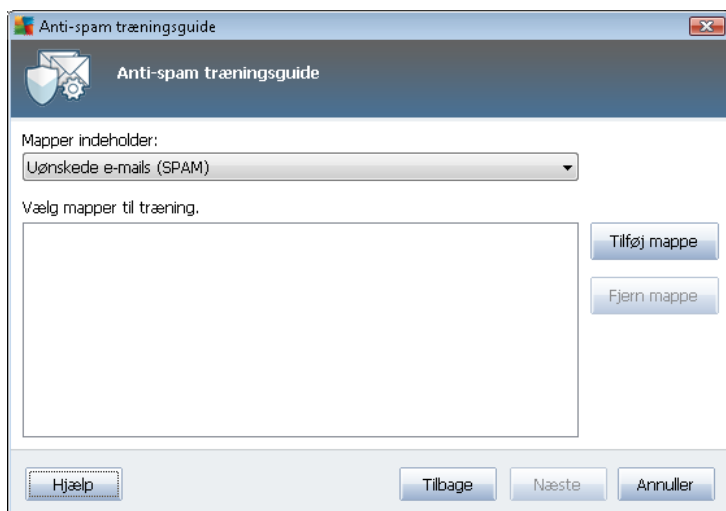 Anti-spam træningsguide
Anti-spam træningsguide
Mapper indeholder:
Uønskede e-mails (SPAM)
Vælg mapper til træning.
Tilføj mappe
Fjern mappe
Hjælp
Tilbage
Næste
Annuller